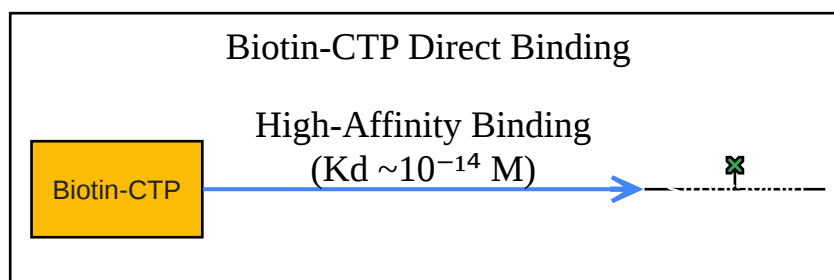 Biotin-CTP Direct Binding
High-Affinity Binding
(Kd ~10⁻¹⁴ M)
Biotin-CTP